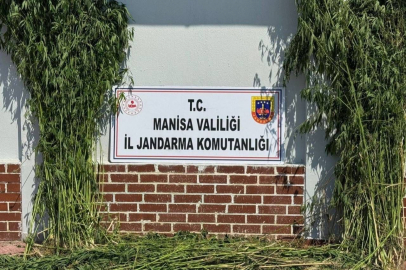 T.C.
MANİSA VALİLİĞİ
İL JANDARMA KOMUTANLIĞI